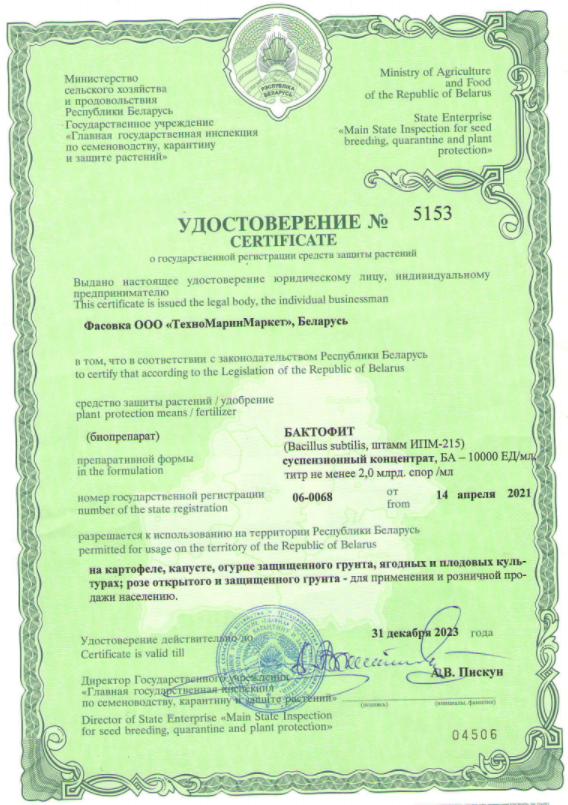 Министерство
сельского хозяйства
и продовольствия
Республики Беларусь
Государственное учреждение
«Главная государственная инспекция
по семеноводству, карантину
и защите растений»
Ministry of Agriculture
and Food
of the Republic of Belarus
State Enterprise
«Main State Inspection for seed
breeding, quarantine and plant
protection»
РЕСПУБЛИКА
БЕЛАРУСЬ
УДОСТОВЕРЕНИЕ № 5153
CERTIFICATE
о государственной регистрации средств защиты растений
Выдано настоящее удостоверение юридическому лицу, индивидуальному
предпринимателю
This certificate is issued the legal body, the individual businessman
Фасовка ООО «ТехноМаринМаркет», Беларусь
в том, что в соответствии с законодательством Республики Беларусь
to certify that according to the Legislation of the Republic of Belarus
средство защиты растений / удобрение
plant protection means / fertilizer
(биопрепарат)
БАКТОФИТ
(Bacillus subtilis, штамм ИПМ-215)
препаративной формы
in the formulation
суспензионный концентрат, БА – 10000 ЕД/мл,
титр не менее 2,0 млрд. спор /мл
номер государственной регистрации 06-0068 от 14 апреля 2021
number of the state registration from
разрешается к использованию на территории Республики Беларусь
permitted for usage on the territory of the Republic of Belarus
на картофеле, капусте, огурце защищенного грунта, ягодных и плодовых куль-
турах; розе открытого и защищенного грунта - для применения и розничной про-
дажи населению.
Удостоверение действительно до 31 декабря 2023 года
Certificate is valid till
Директор Государственного учреждения А.В. Пискун
«Главная государственная инспекция
по семеноводству, карантину и защите растений»
(подпись) (инициалы, фамилия)
Director of State Enterprise «Main State Inspection
for seed breeding, quarantine and plant protection»
04506